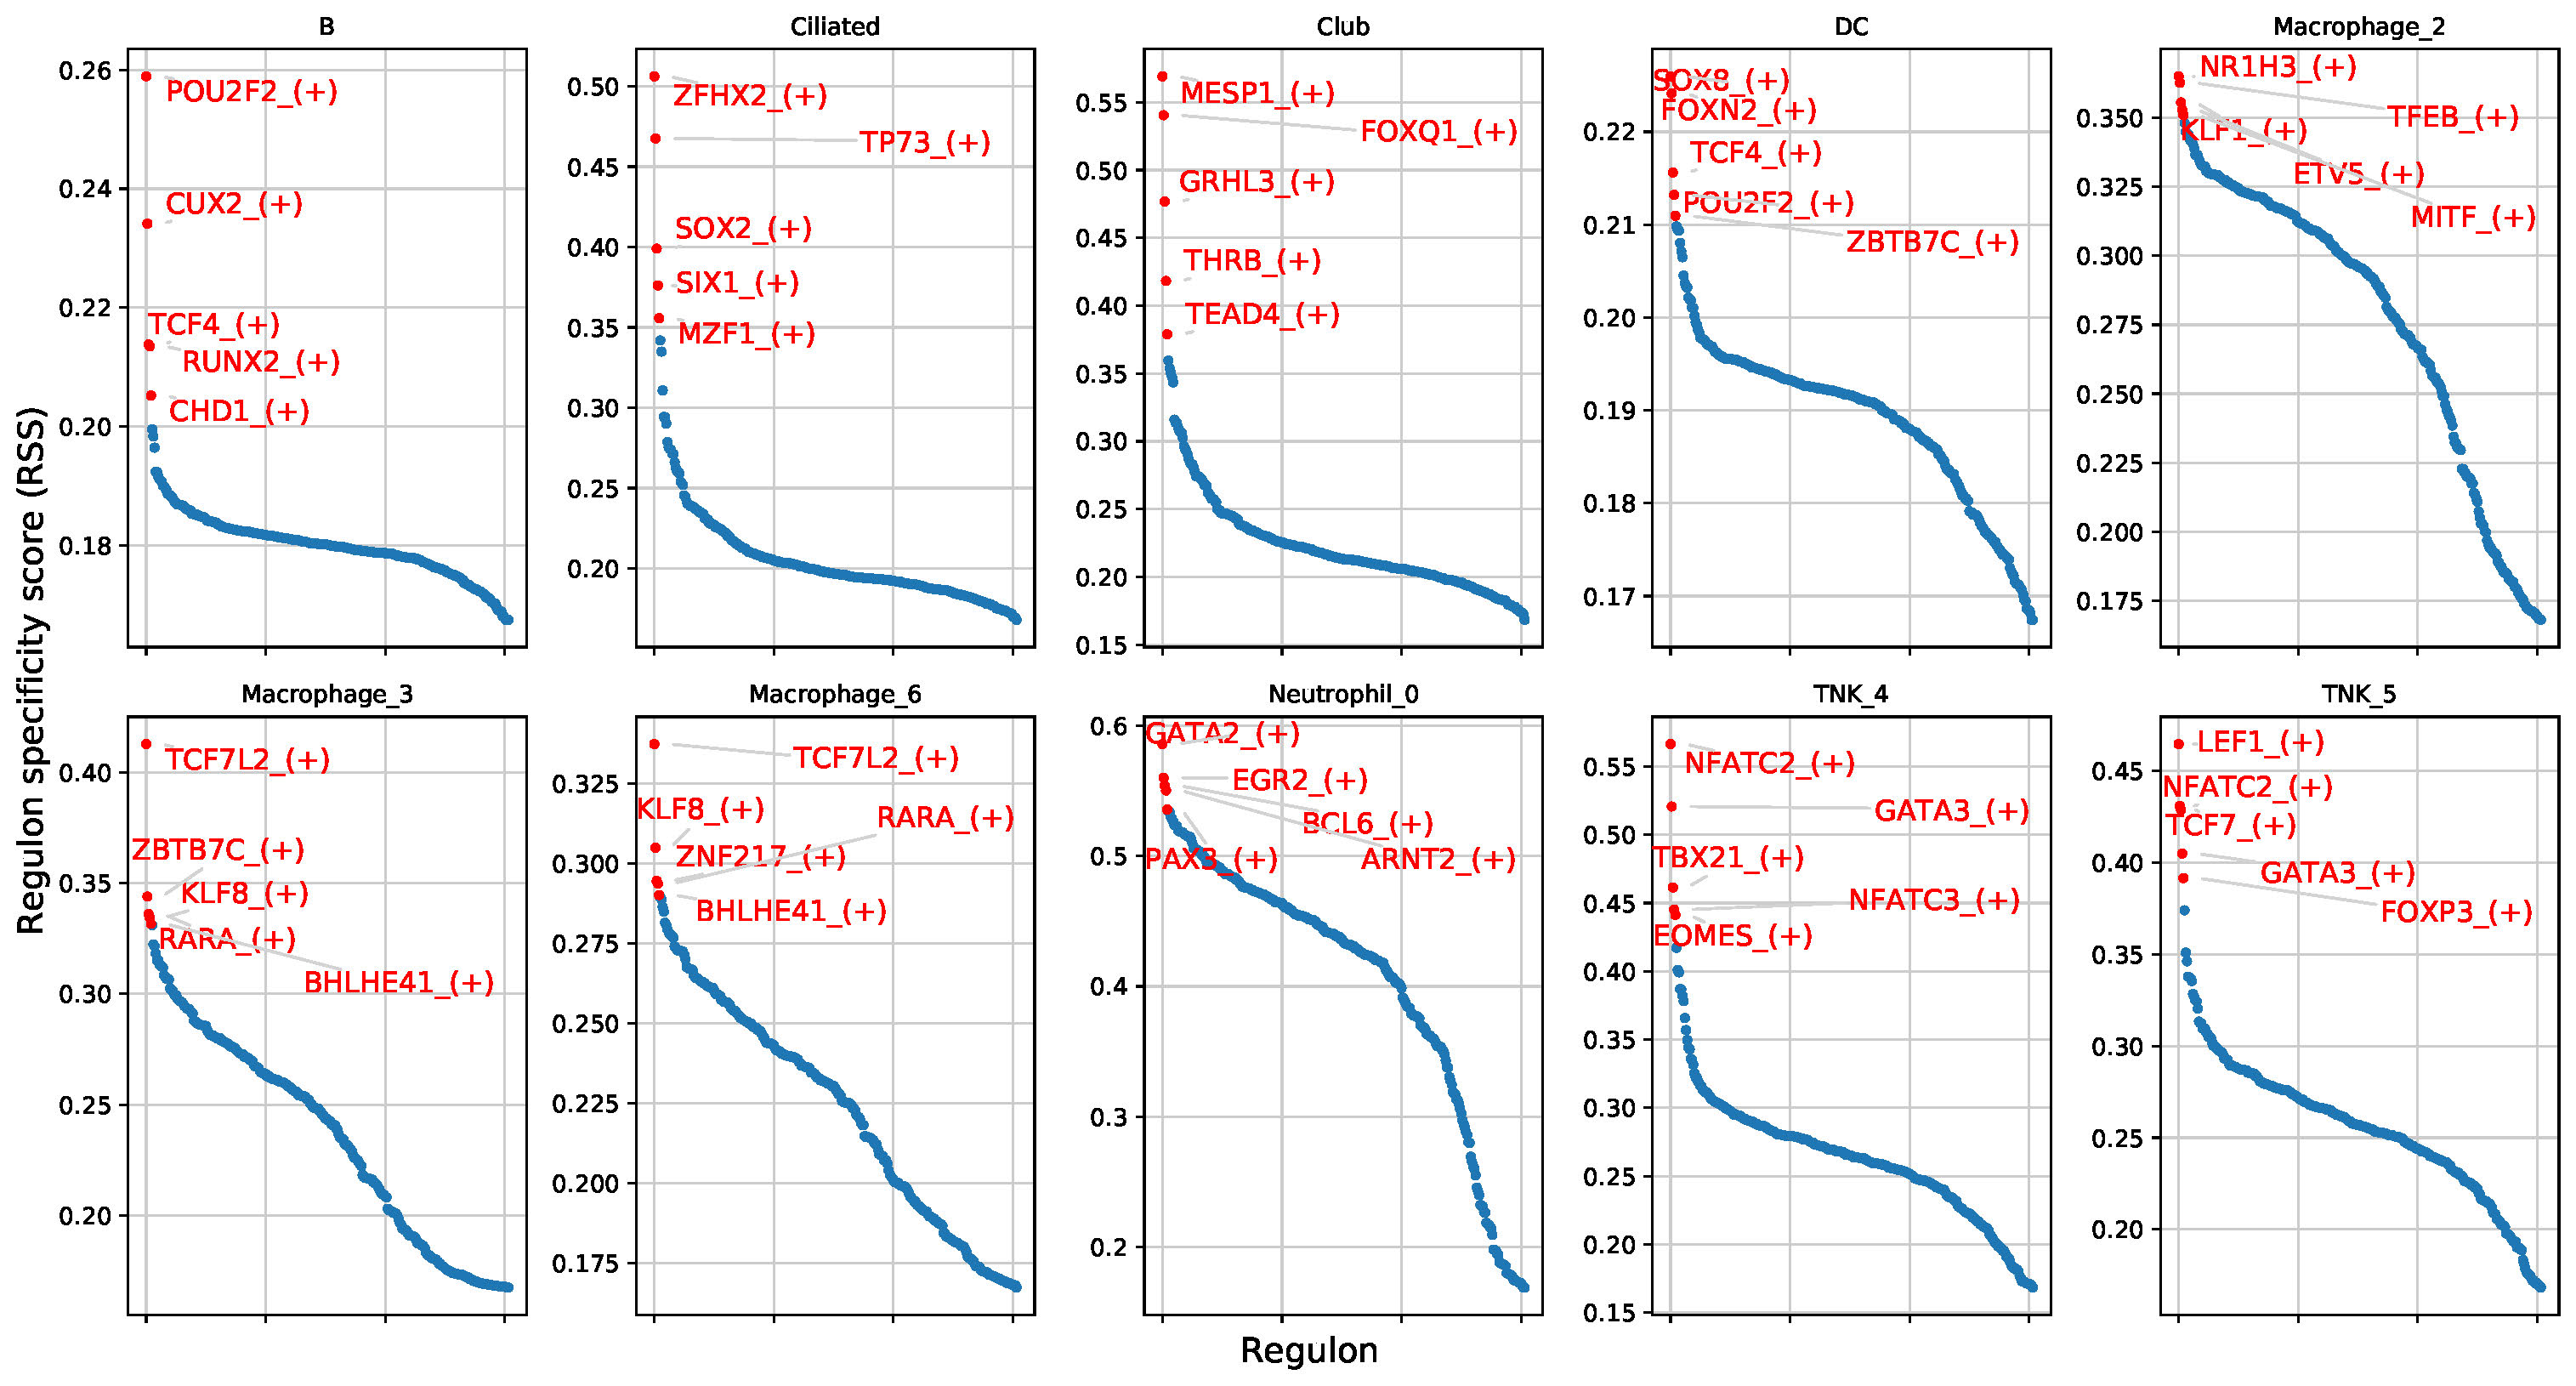 B
0.26
0.24
0.22
0.20
0.18
POU2F2_(+)
CUX2_(+)
TCF4_(+)
RUNX2_(+)
CHD1_(+)
Ciliated
0.50
0.45
0.40
0.35
0.30
0.25
0.20
ZFHX2_(+)
TP73_(+)
SOX2_(+)
SIX1_(+)
MZF1_(+)
Club
0.55
0.50
0.45
0.40
0.35
0.30
0.25
0.20
0.15
MESP1_(+)
FOXQ1_(+)
GRHL3_(+)
THRB_(+)
TEAD4_(+)
DC
0.22
0.21
0.20
0.19
0.18
0.17
SOX8_(+)
FOXN2_(+)
TCF4_(+)
POU2F2_(+)
ZBTB7C_(+)
Macrophage_2
0.350
0.325
0.300
0.275
0.250
0.225
0.200
0.175
NR1H3_(+)
TFEB_(+)
KLF1_(+)
ETV5_(+)
MITF_(+)
Regulon specificity score (RSS)
Macrophage_3
0.40
0.35
0.30
0.25
0.20
TCF7L2_(+)
ZBTB7C_(+)
KLF8_(+)
RARA_(+)
BHLHE41_(+)
Macrophage_6
0.325
0.300
0.275
0.250
0.225
0.200
0.175
TCF7L2_(+)
KLF8_(+)
RARA_(+)
ZNF217_(+)
BHLHE41_(+)
Neutrophil_0
0.6
0.5
0.4
0.3
0.2
GATA2_(+)
EGR2_(+)
BCL6_(+)
PAX3_(+)
ARNT2_(+)
TNK_4
0.55
0.50
0.45
0.40
0.35
0.30
0.25
0.20
0.15
NFATC2_(+)
GATA3_(+)
TBX21_(+)
NFATC3_(+)
EOMES_(+)
TNK_5
0.45
0.40
0.35
0.30
0.25
0.20
LEF1_(+)
NFATC2_(+)
TCF7_(+)
GATA3_(+)
FOXP3_(+)
Regulon